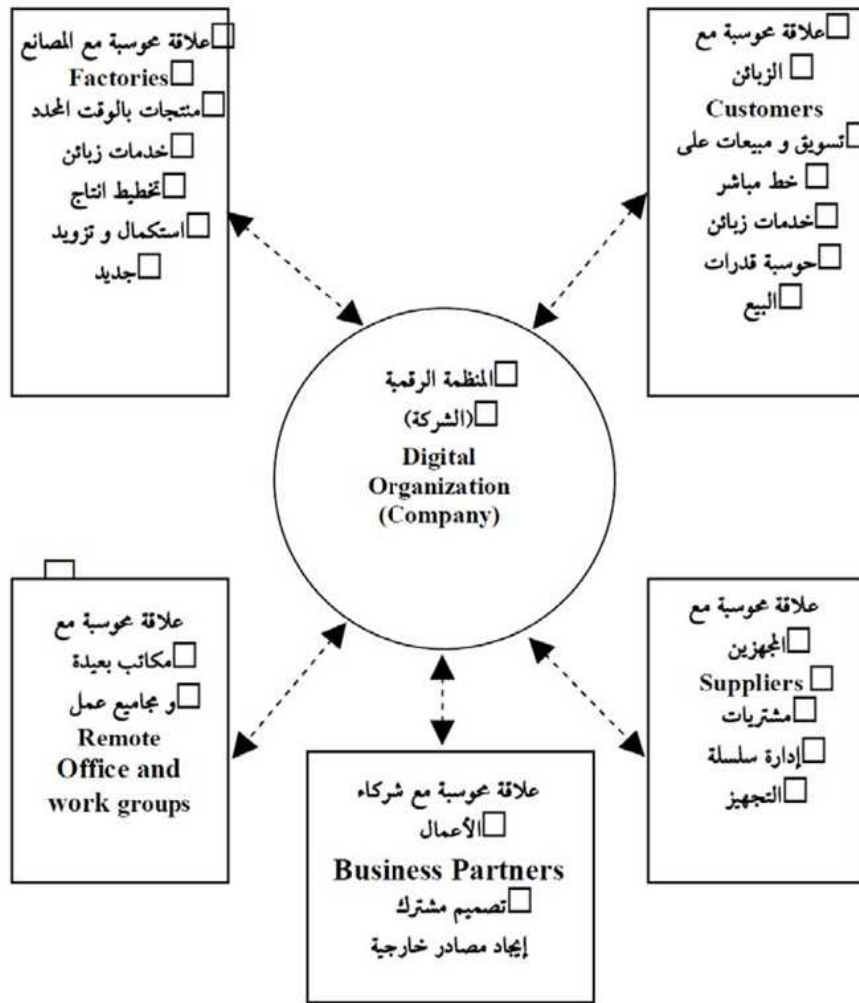 علاقة محوسبة مع المصانع
Factories
منتجات بالوقت المحدد
خدمات زبائن
تخطيط انتاج
استكمال و تزويد
جديد
علاقة محوسبة مع
الزبائن
Customers
تسويق و مبيعات على
خط مباشر
خدمات زبائن
حوسبة قدرات
البيع
المنظمة الرقمية
(الشركة)
Digital
Organization
(Company)
علاقة محوسبة مع
مكاتب بعيدة
و مجاميع عمل
Remote
Office and
work groups
علاقة محوسبة مع شركاء
الأعمال
Business Partners
تصميم مشترك
إيجاد مصادر خارجية
علاقة محوسبة مع
المجهزين
Suppliers
مشتريات
إدارة سلسلة
التجهيز